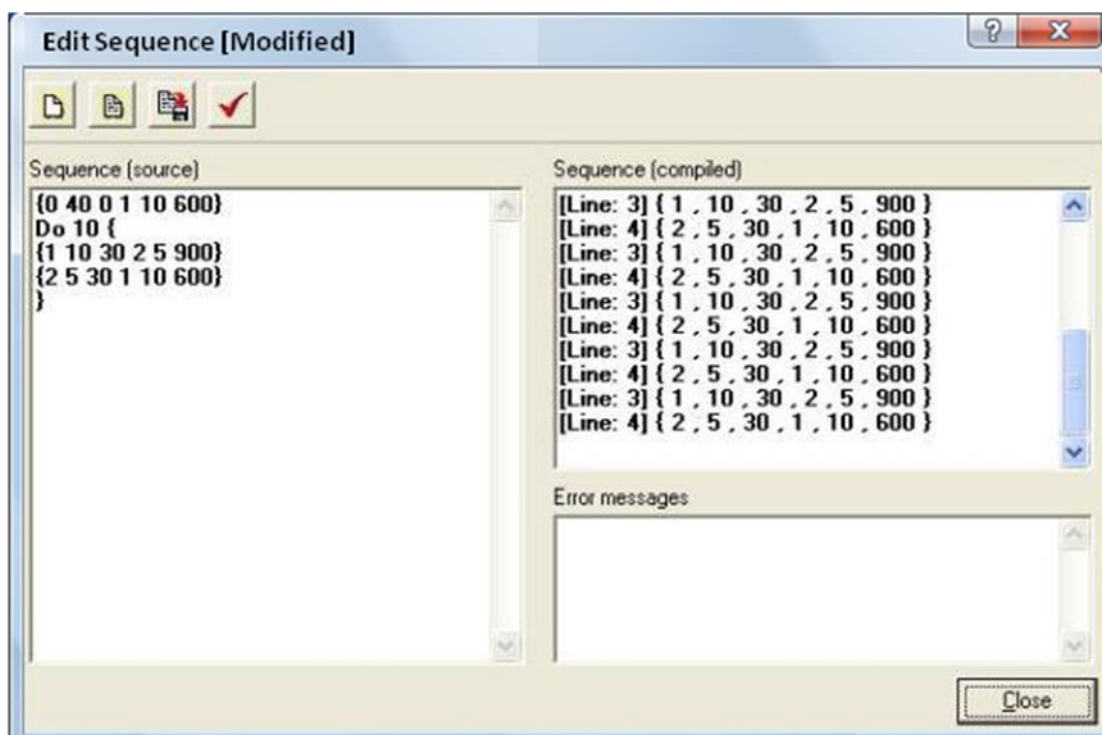 Edit Sequence [Modified]
?
Sequence (source)
{0 40 0 1 10 600}
Do 10 {
{1 10 30 2 5 900}
{2 5 30 1 10 600}
}
Sequence (compiled)
[Line: 3] { 1 , 10 , 30 , 2 , 5 , 900 }
[Line: 4] { 2 , 5 , 30 , 1 , 10 , 600 }
[Line: 3] { 1 , 10 , 30 , 2 , 5 , 900 }
[Line: 4] { 2 , 5 , 30 , 1 , 10 , 600 }
[Line: 3] { 1 , 10 , 30 , 2 , 5 , 900 }
[Line: 4] { 2 , 5 , 30 , 1 , 10 , 600 }
[Line: 3] { 1 , 10 , 30 , 2 , 5 , 900 }
[Line: 4] { 2 , 5 , 30 , 1 , 10 , 600 }
[Line: 3] { 1 , 10 , 30 , 2 , 5 , 900 }
[Line: 4] { 2 , 5 , 30 , 1 , 10 , 600 }
Error messages
Close